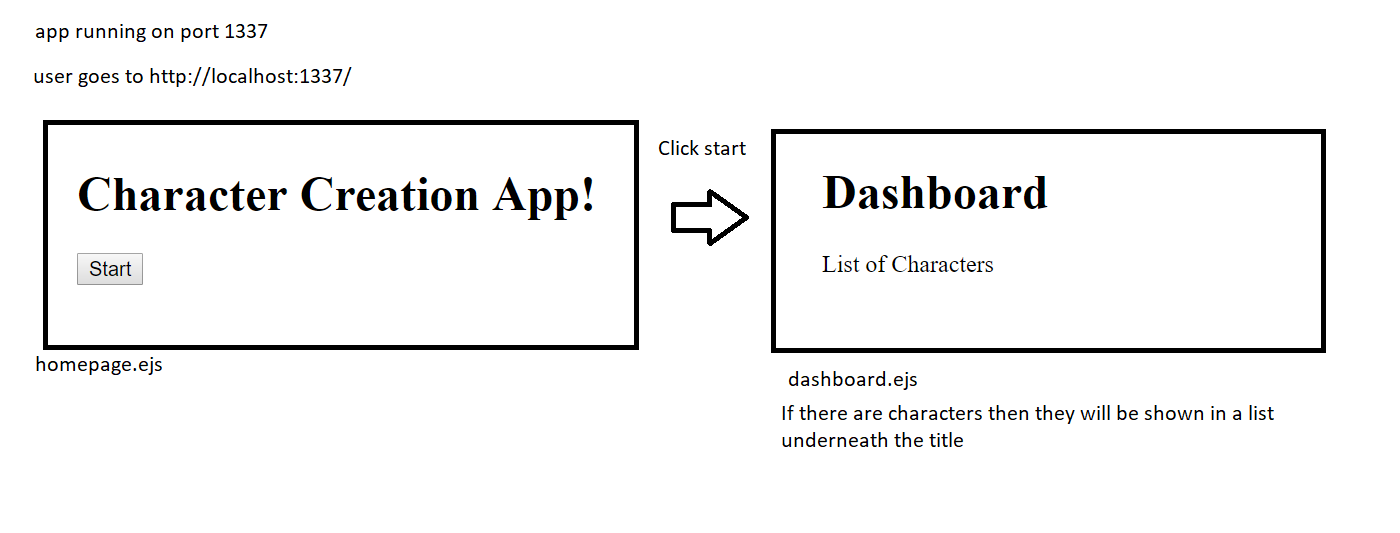 app running on port 1337
user goes to http://localhost:1337/
Character Creation App!
Start
homepage.ejs
Click start
Dashboard
List of Characters
dashboard.ejs
If there are characters then they will be shown in a list
underneath the title